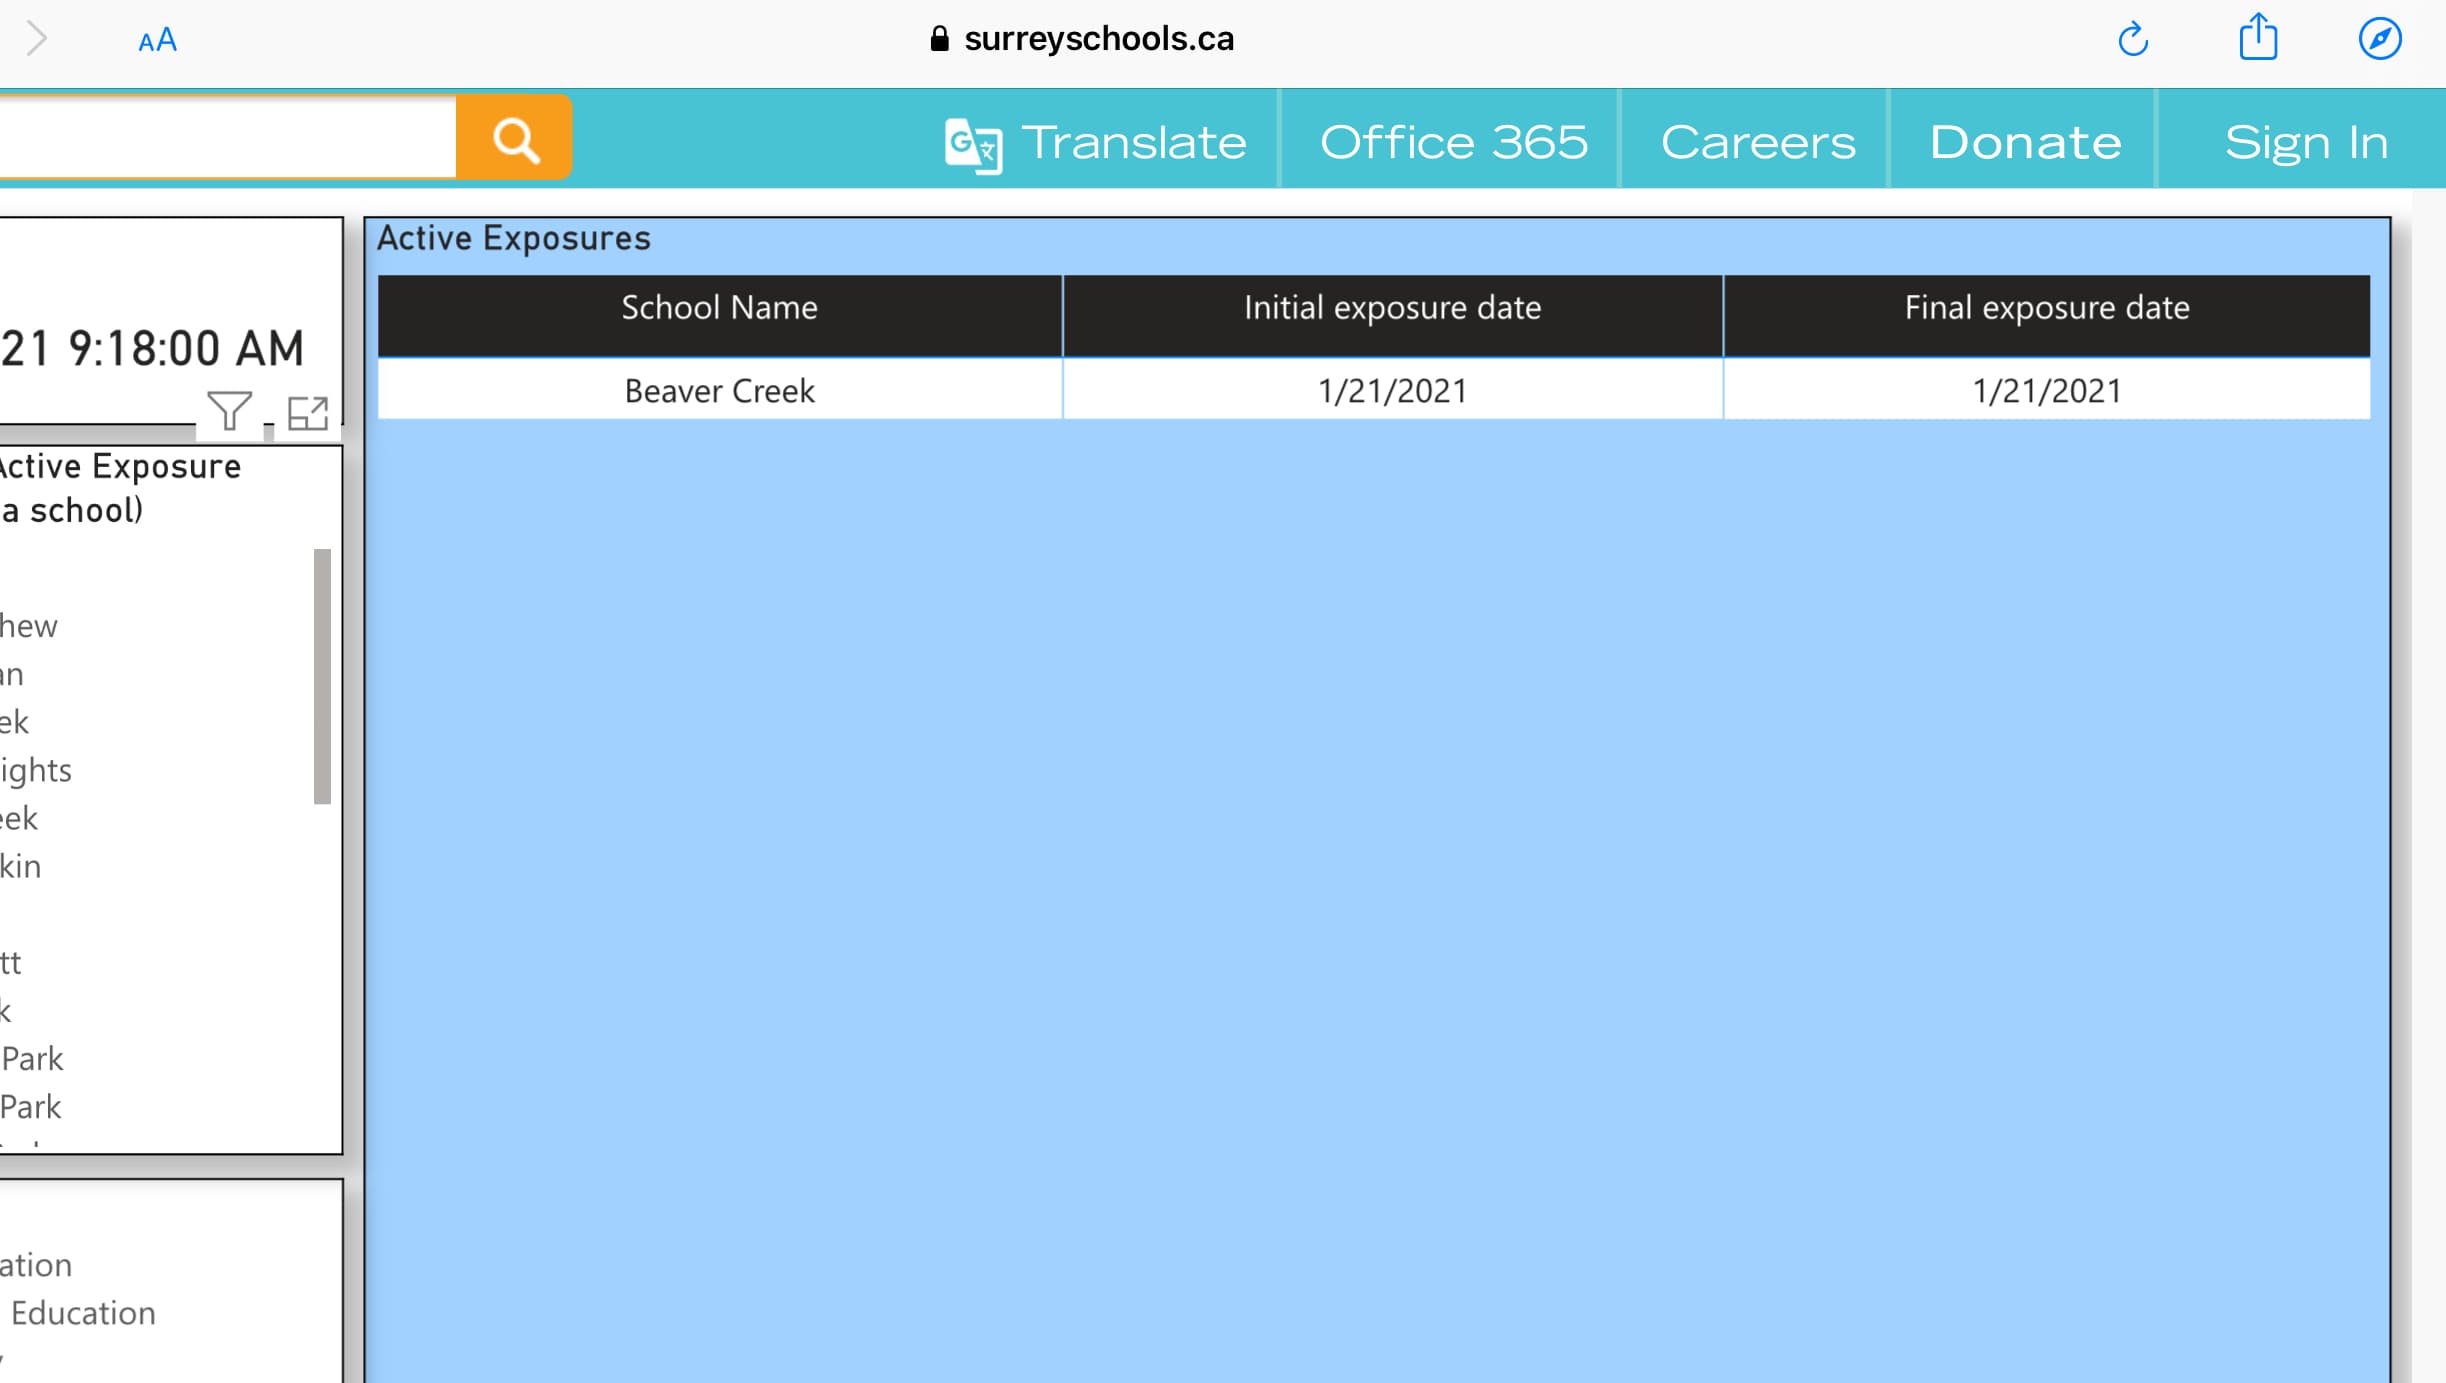 AA
surreyschools.ca
Translate
Office 365
Careers
Donate
Sign In
21 9:18:00 AM
Active Exposure
a school)
hew
an
ek
ights
eek
kin
tt
k
Park
Park
ation
Education
Active Exposures
School Name Initial exposure date Final exposure date
Beaver Creek 1/21/2021 1/21/2021